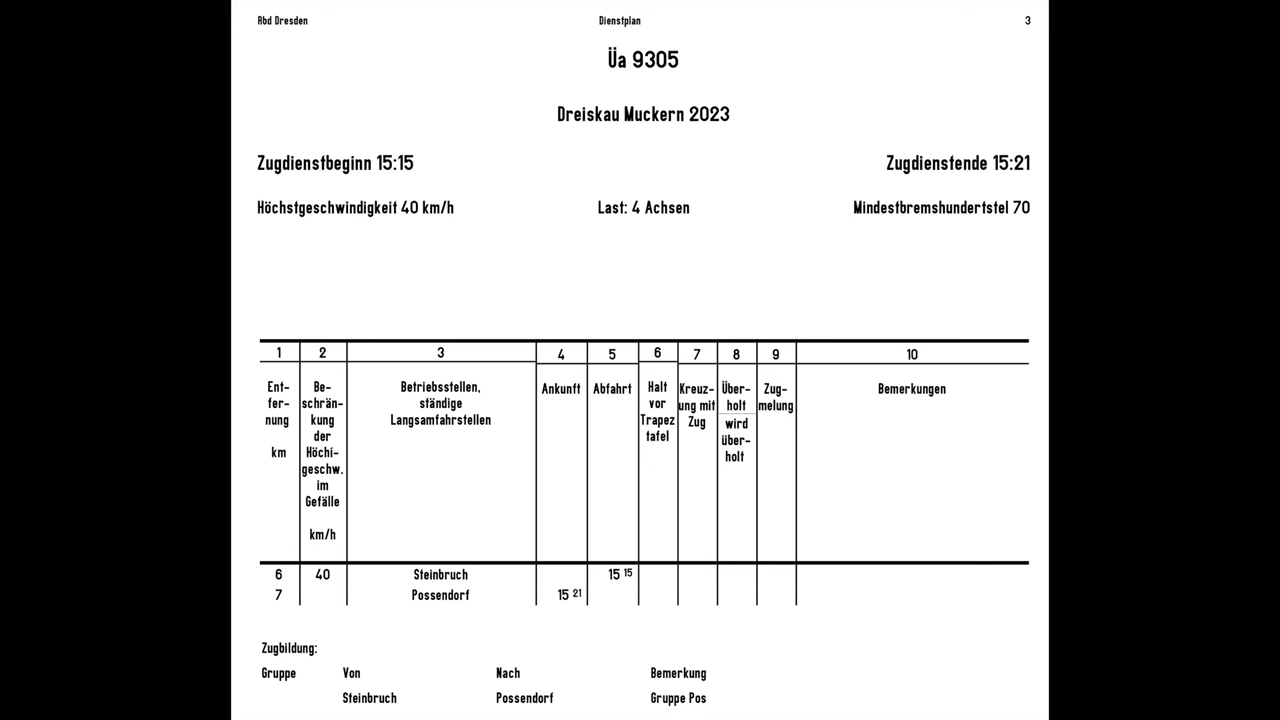 Rbd Dresden Dienstplan 3
Üa 9305
Dreiskau Muckern 2023
Zugdienstbeginn 15:15 Zugdienstende 15:21
Höchstgeschwindigkeit 40 km/h Last: 4 Achsen Mindestbremshundertstel 70
1 2 3 4 5 6 7 8 9 10
Ent- Be- Betriebsstellen, Ankunft Abfahrt Halt Kreuz- Über- Zug- Bemerkungen
fer- schrän- ständige vor ung mit holt melung
nung kung Langsamfahrstellen Trapez Zug wird
der tafel über-
km Höchí- holt
geschw.
im
Gefälle
km/h
6 40 Steinbruch 15 15
7 Possendorf 15 21
Zugbildung:
Gruppe Von Nach Bemerkung
Steinbruch Possendorf Gruppe Pos